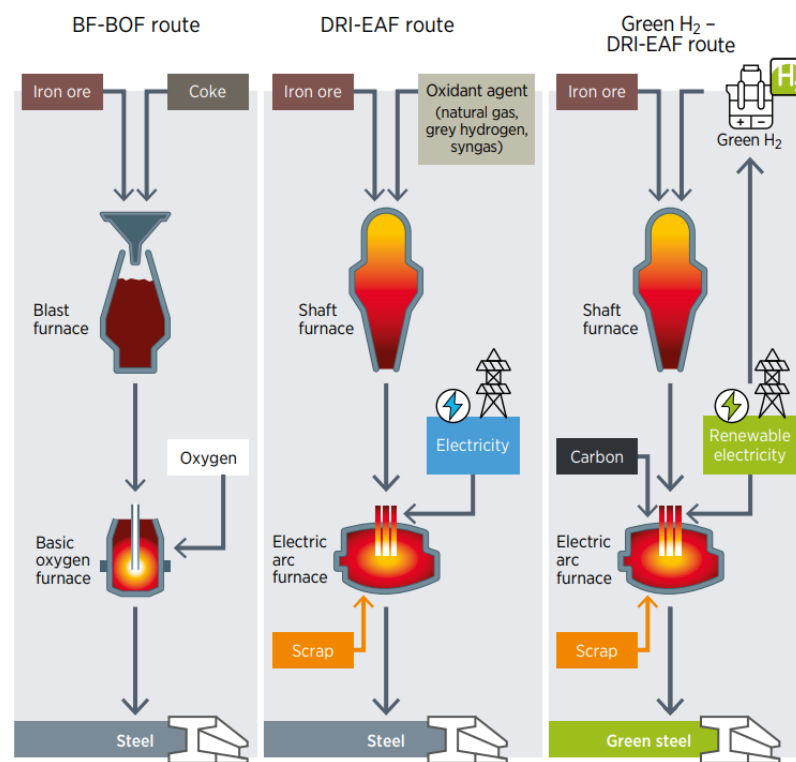 BF-BOF route
Iron ore
Coke
Blast
furnace
Oxygen
Basic
oxygen
furnace
Steel
DRI-EAF route
Iron ore
Oxidant agent
(natural gas,
grey hydrogen,
syngas)
Shaft
furnace
Electricity
Electric
arc
furnace
Scrap
Steel
Green H₂ –
DRI-EAF route
Iron ore
H
+ −
Green H₂
Shaft
furnace
Renewable
electricity
Carbon
Electric
arc
furnace
Scrap
Green steel